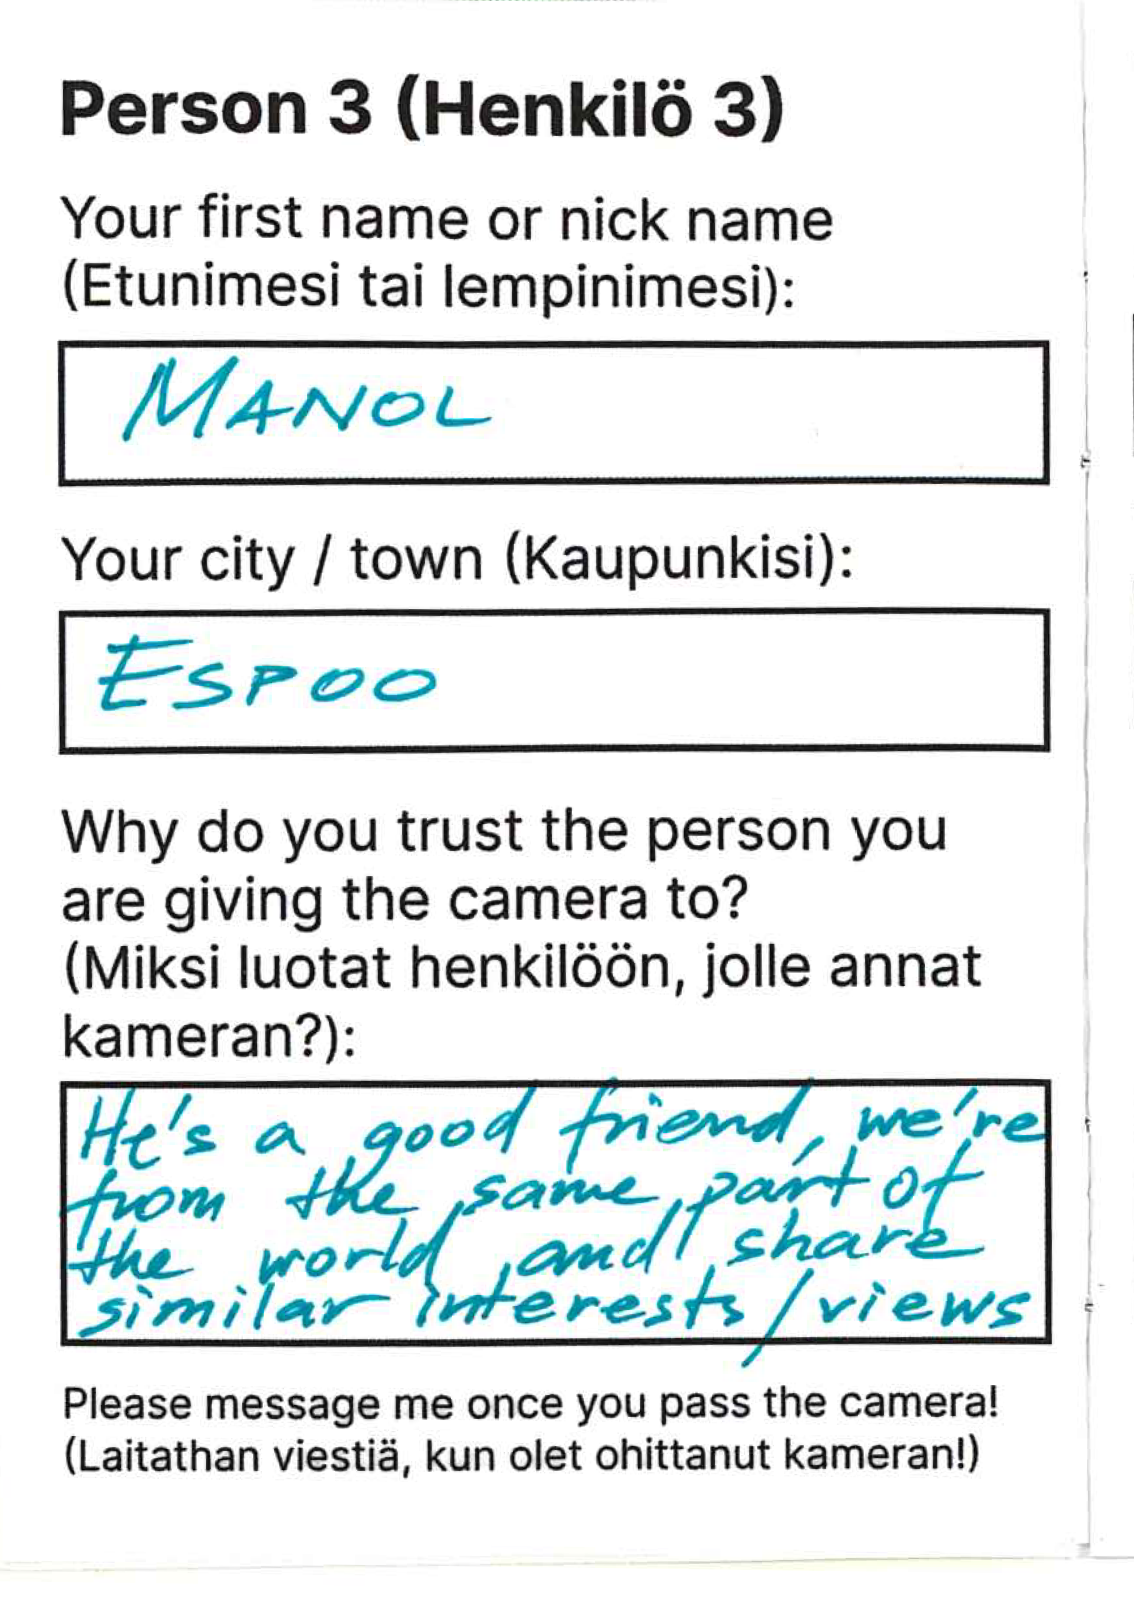 Person 3 (Henkilö 3)
Your first name or nick name
(Etunimesi tai lempinimesi):
MANOL
Your city / town (Kaupunkisi):
ESPOO
Why do you trust the person you
are giving the camera to?
(Miksi luotat henkilöön, jolle annat
kameran?):
He's a good friend, we're
from the same part of
the world and share
similar interests/views
Please message me once you pass the camera!
(Laitathan viestiä, kun olet ohittanut kameran!)